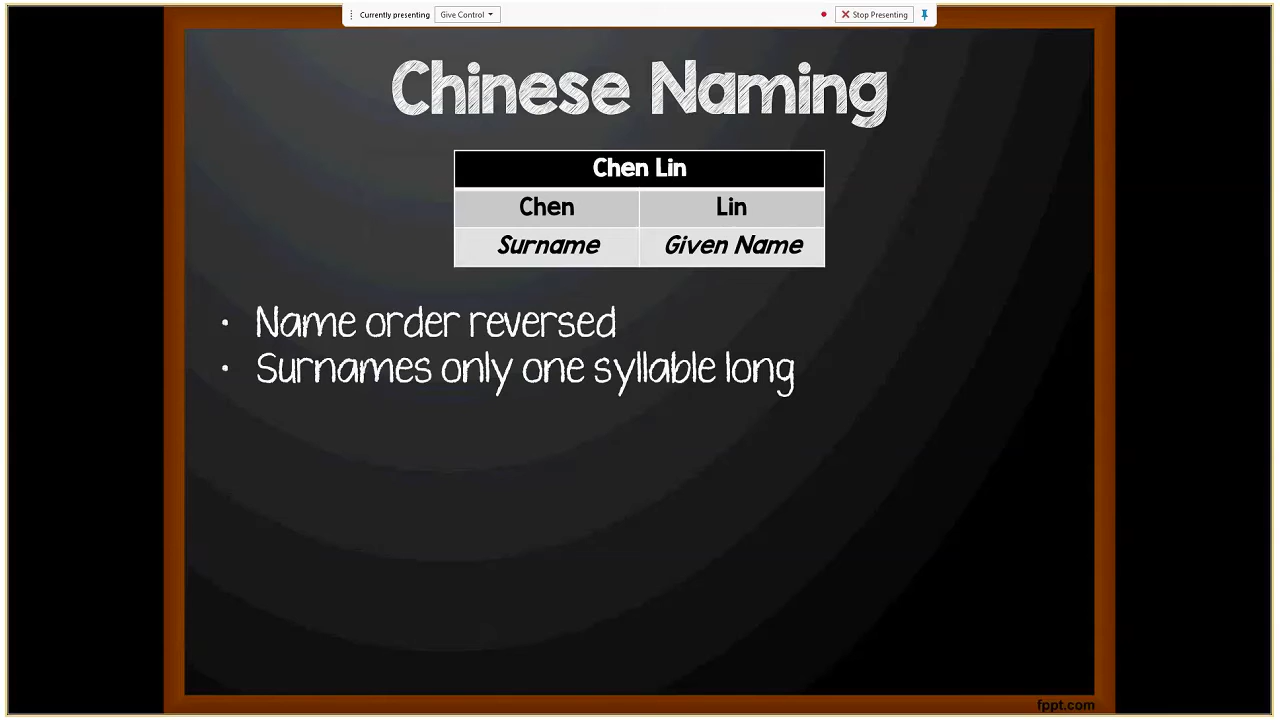 Currently presenting Give Control Stop Presenting
Chinese Naming
Chen Lin
Chen Lin
Surname Given Name
• Name order reversed
• Surnames only one syllable long
fppt.com